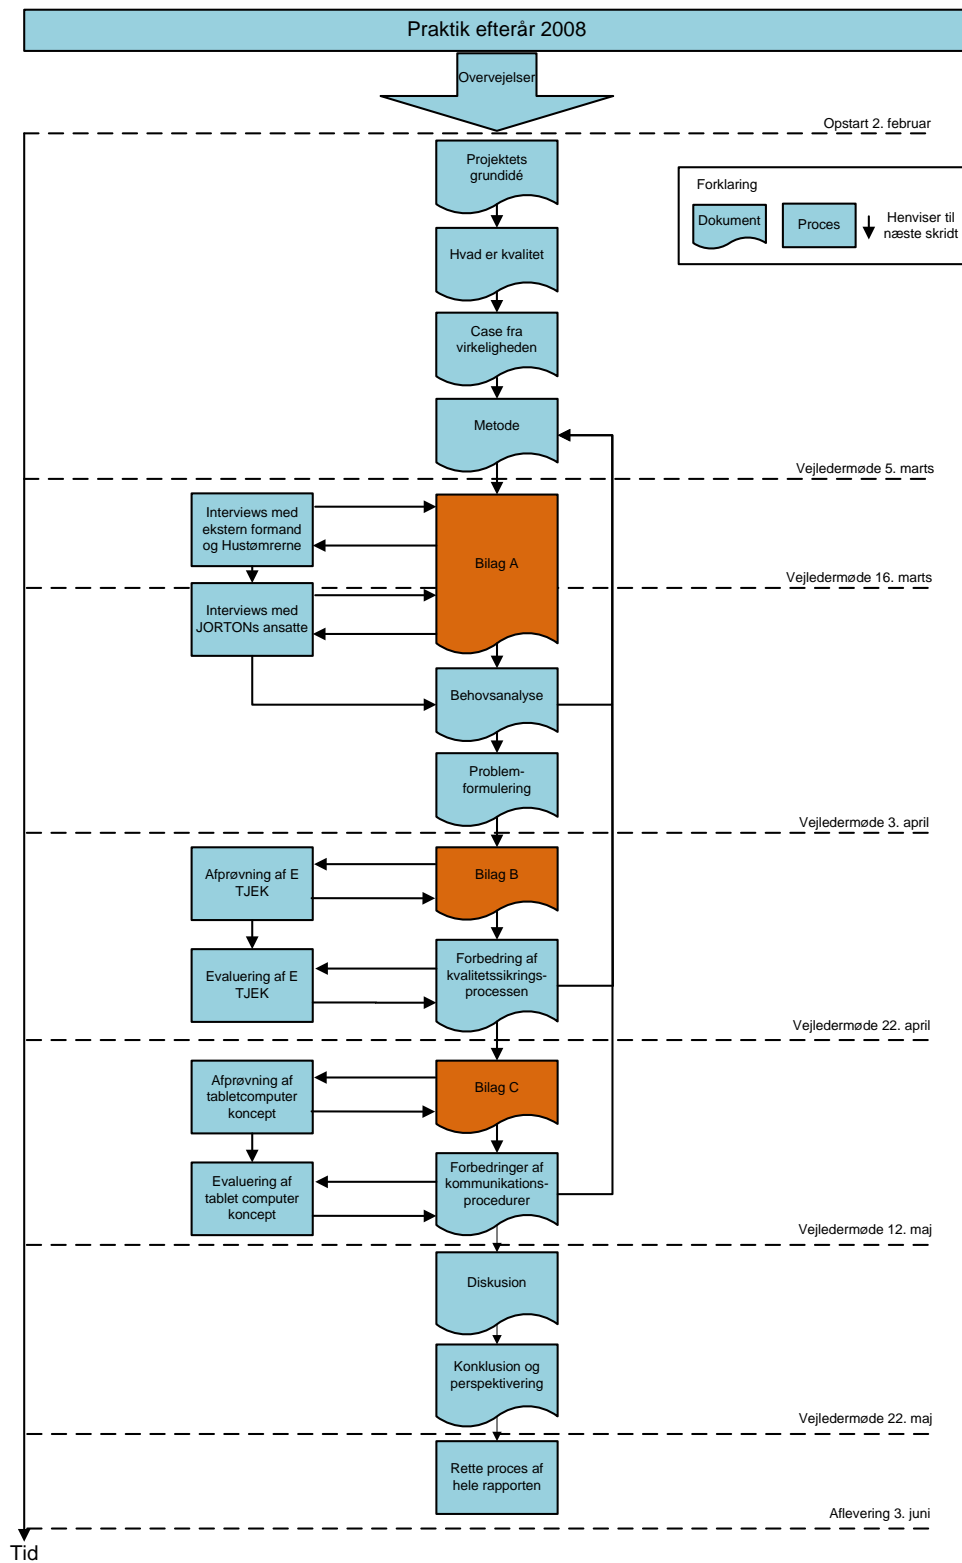 Praktik efterår 2008
Overvejelser
Opstart 2. februar
Projektets
grundidé
Forklaring
Dokument
Proces
Henviser til
næste skridt
Hvad er kvalitet
Case fra
virkeligheden
Metode
Vejledermøde 5. marts
Interviews med
ekstern formand
og Hustømrerne
Bilag A
Vejledermøde 16. marts
Interviews med
JORTONs ansatte
Behovsanalyse
Problem-
formulering
Vejledermøde 3. april
Afprøvning af E
TJEK
Bilag B
Evaluering af E
TJEK
Forbedring af
kvalitetssikrings-
processen
Vejledermøde 22. april
Afprøvning af
tabletcomputer
koncept
Bilag C
Evaluering af
tablet computer
koncept
Forbedringer af
kommunikations-
procedurer
Vejledermøde 12. maj
Diskusion
Konklusion og
perspektivering
Vejledermøde 22. maj
Rette proces af
hele rapporten
Aflevering 3. juni
Tid